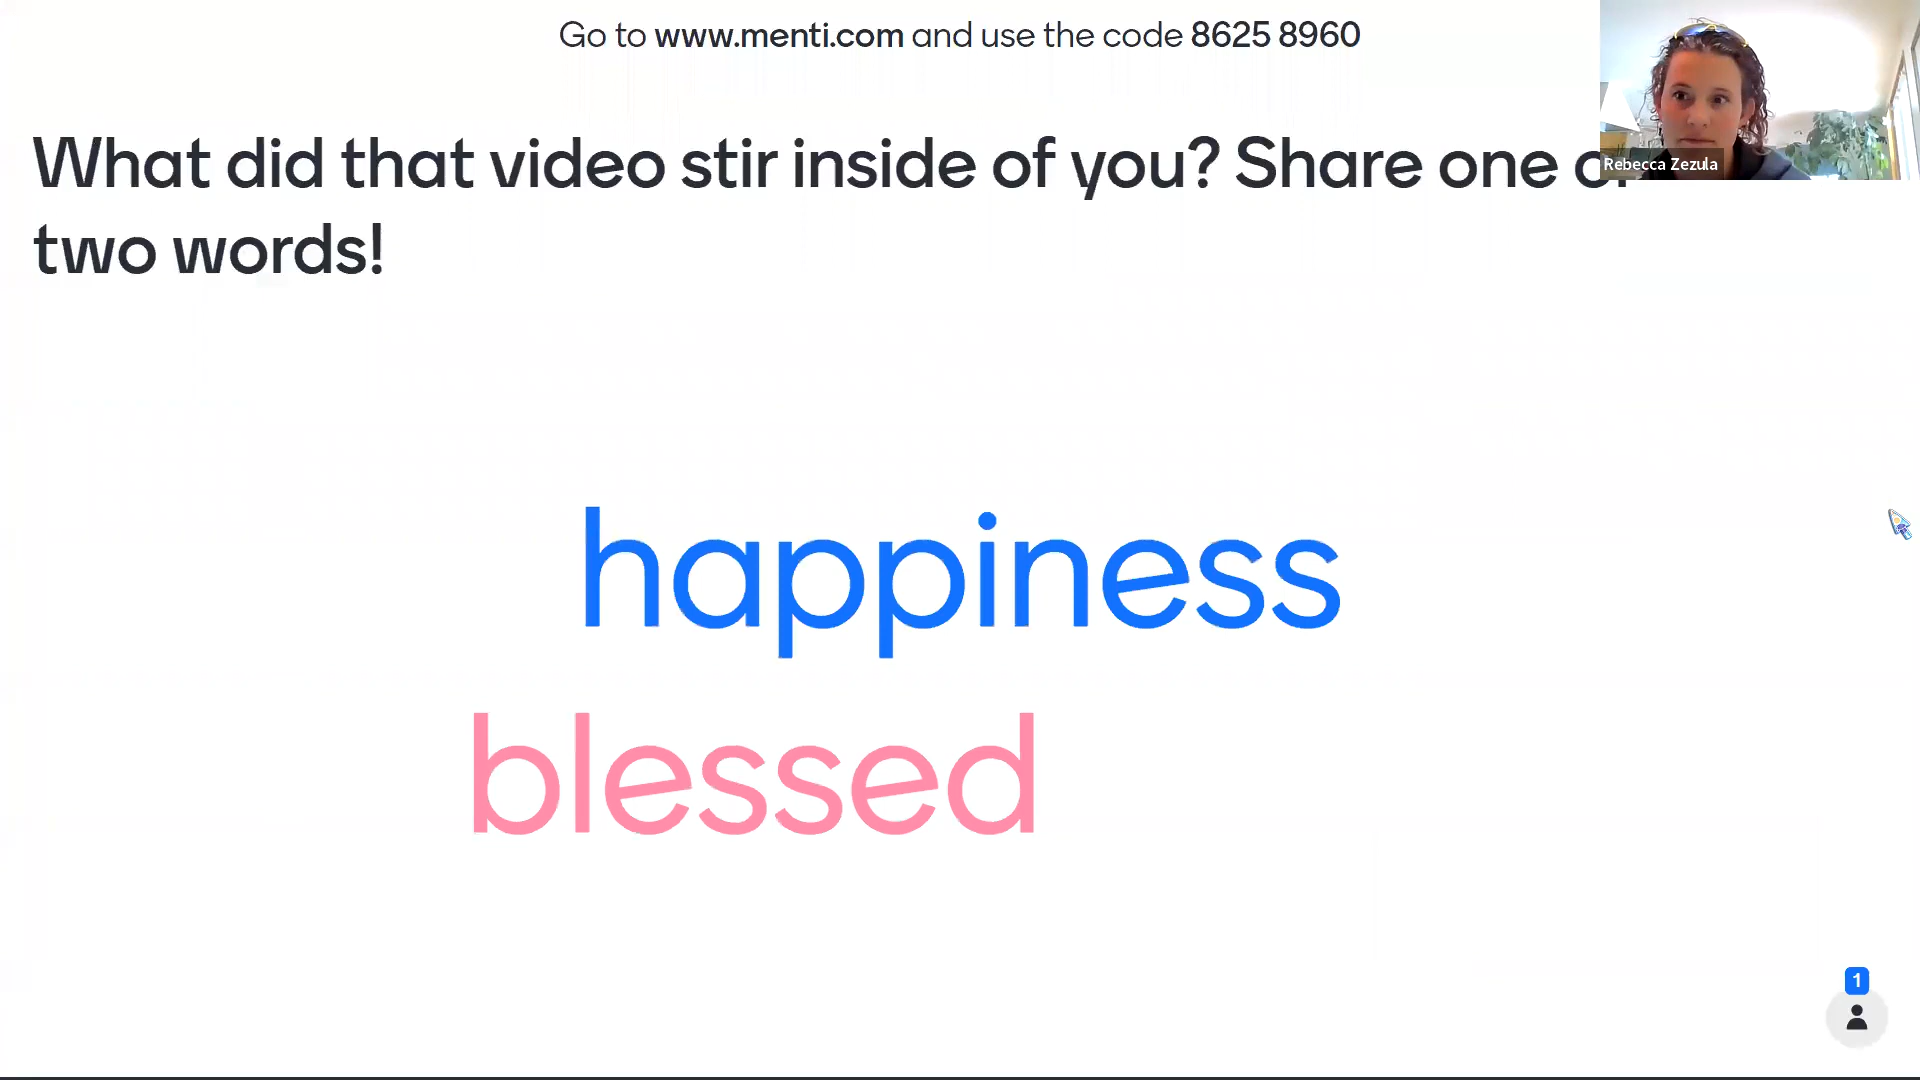 Go to www.menti.com and use the code 8625 8960
What did that video stir inside of you? Share one
two words!
Rebecca Zezula
happiness
blessed
1